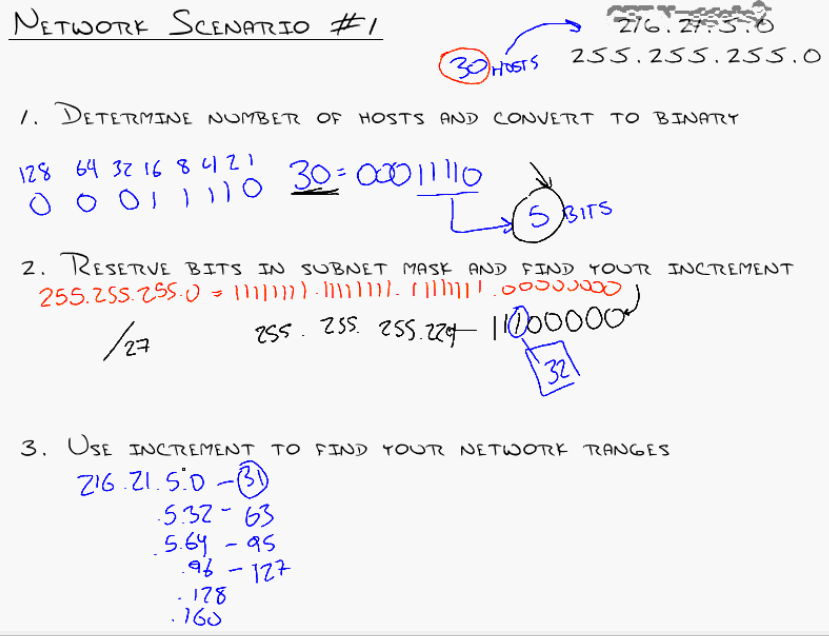 NETWORK SCENARIO #1
216.21.5.0
30 HOSTS
255.255.255.0
1. DETERMINE NUMBER OF HOSTS AND CONVERT TO BINARY
128 64 32 16 8 4 2 1
0 0 0 1 1 1 1 0
30 = 00011110
5 BITS
2. RESERVE BITS IN SUBNET MASK AND FIND YOUR INCREMENT
255.255.255.0 = 11111111.11111111.11111111.00000000
/27
255. 255. 255.224 11100000
32
3. USE INCREMENT TO FIND YOUR NETWORK RANGES
216.21.5.0 - 31
.5.32 - 63
.5.64 - 95
.96 - 127
.128
.160